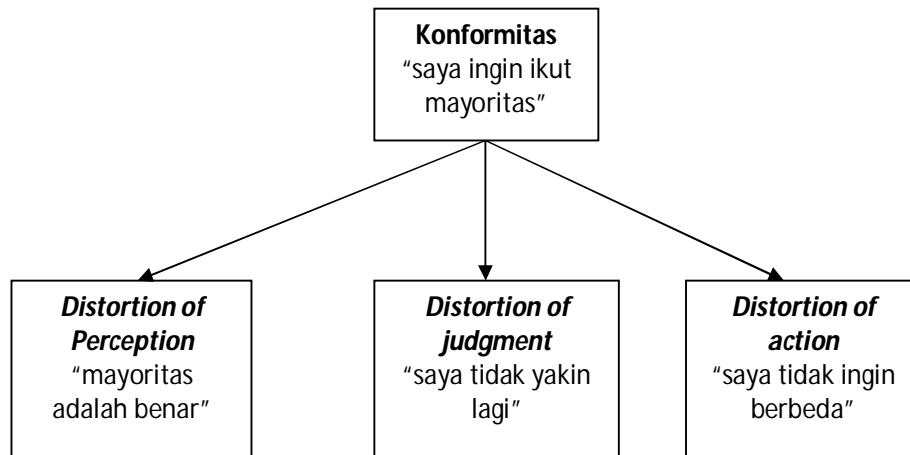 Konformitas
“saya ingin ikut
mayoritas”
Distortion of
Perception
“mayoritas
adalah benar”
Distortion of
judgment
“saya tidak yakin
lagi”
Distortion of
action
“saya tidak ingin
berbeda”